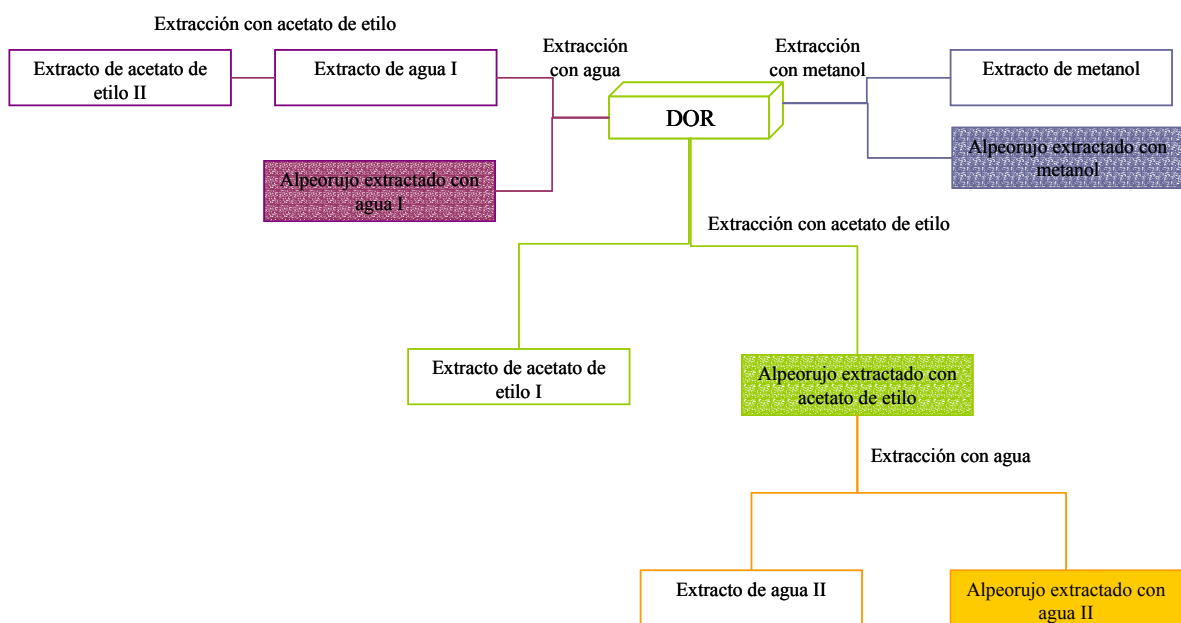 Extracción con acetato de etilo
Extracto de acetato de
etilo II
Extracto de agua I
Extracción
con agua
Extracción
con metanol
Extracto de metanol
DOR
Alpeorujo extractado con
metanol
Alpeorujo extractado con
agua I
Extracción con acetato de etilo
Extracto de acetato de
etilo I
Alpeorujo extractado con
acetato de etilo
Extracción con agua
Extracto de agua II
Alpeorujo extractado con
agua II